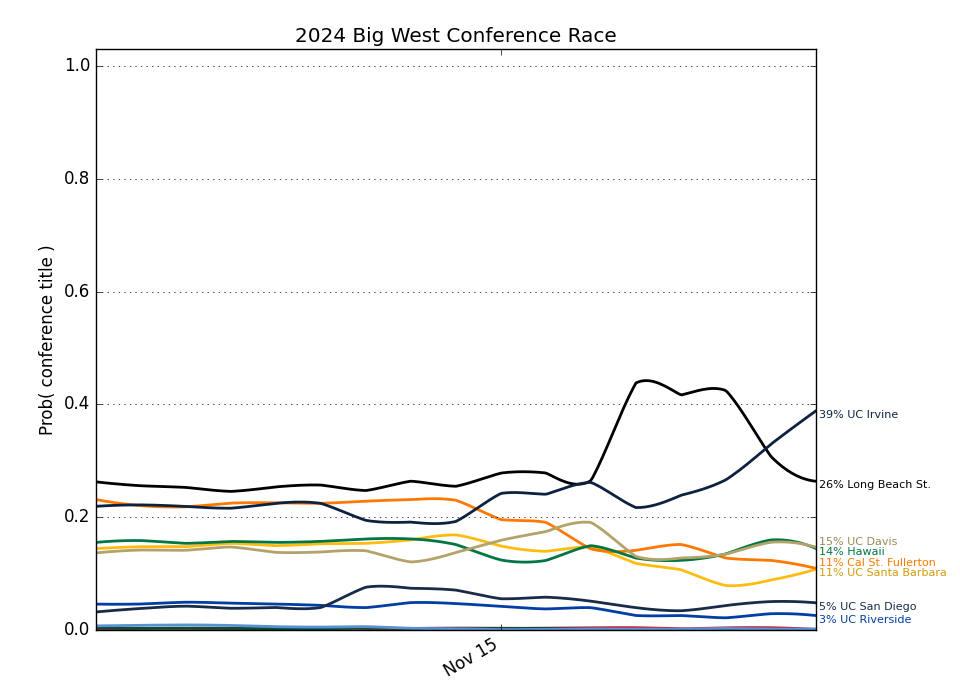 2024 Big West Conference Race
Prob( conference title )
1.0
0.8
0.6
0.4
0.2
0.0
Nov 15
39% UC Irvine
26% Long Beach St.
15% UC Davis
14% Hawaii
11% Cal St. Fullerton
11% UC Santa Barbara
5% UC San Diego
3% UC Riverside